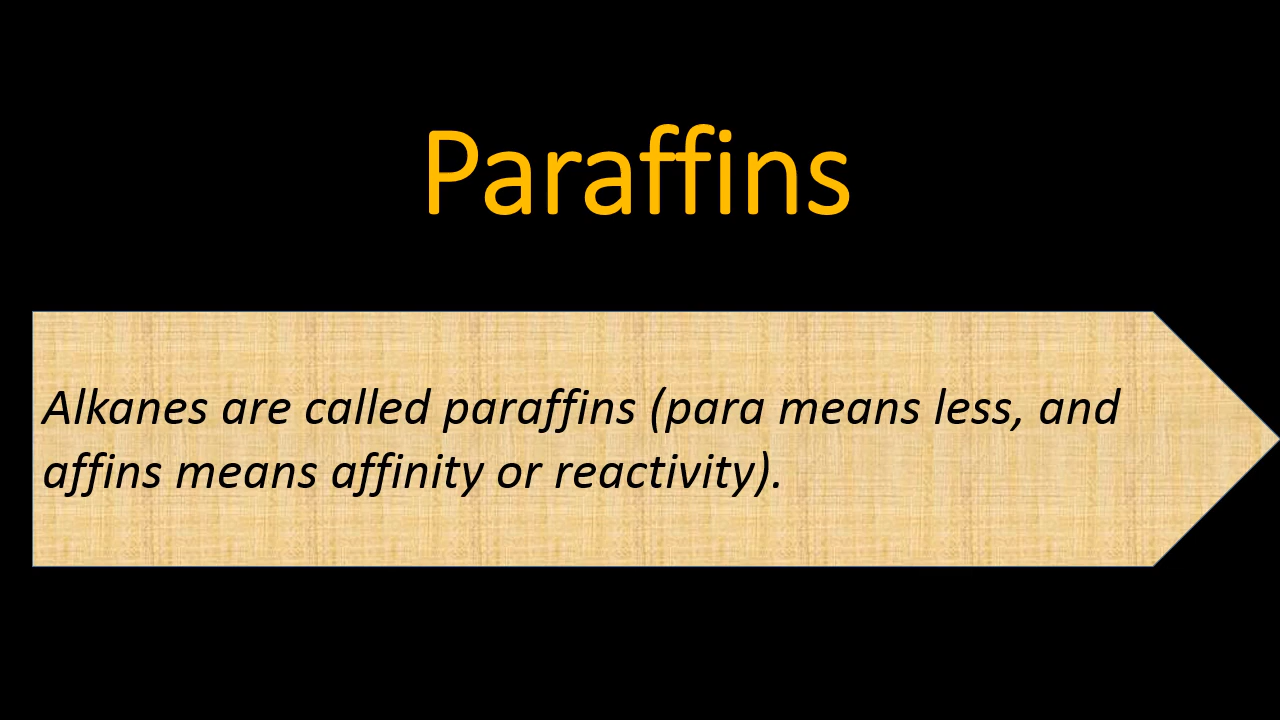 Paraffins
Alkanes are called paraffins (para means less, and
affins means affinity or reactivity).